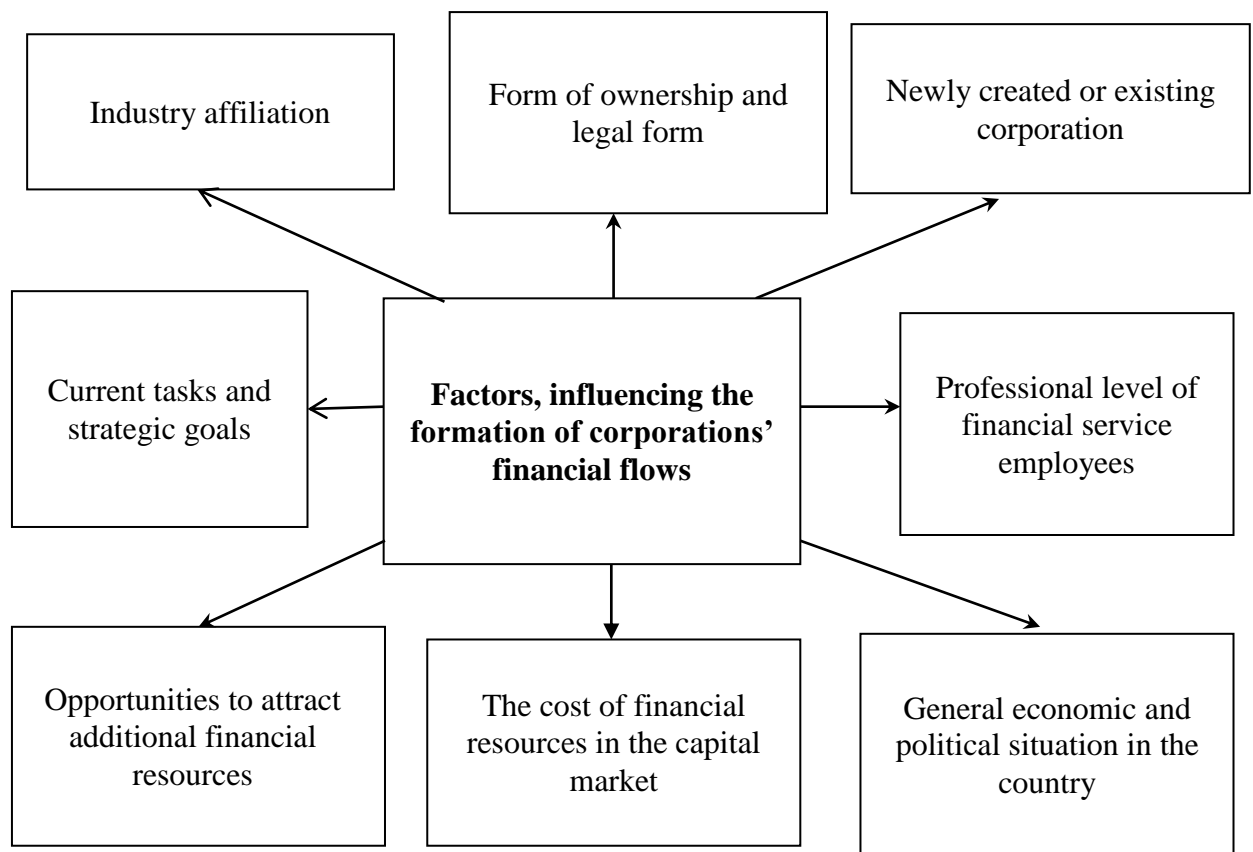 Industry affiliation
Form of ownership and
legal form
Newly created or existing
corporation
Current tasks and
strategic goals
Factors, influencing the
formation of corporations’
financial flows
Professional level of
financial service
employees
Opportunities to attract
additional financial
resources
The cost of financial
resources in the capital
market
General economic and
political situation in the
country